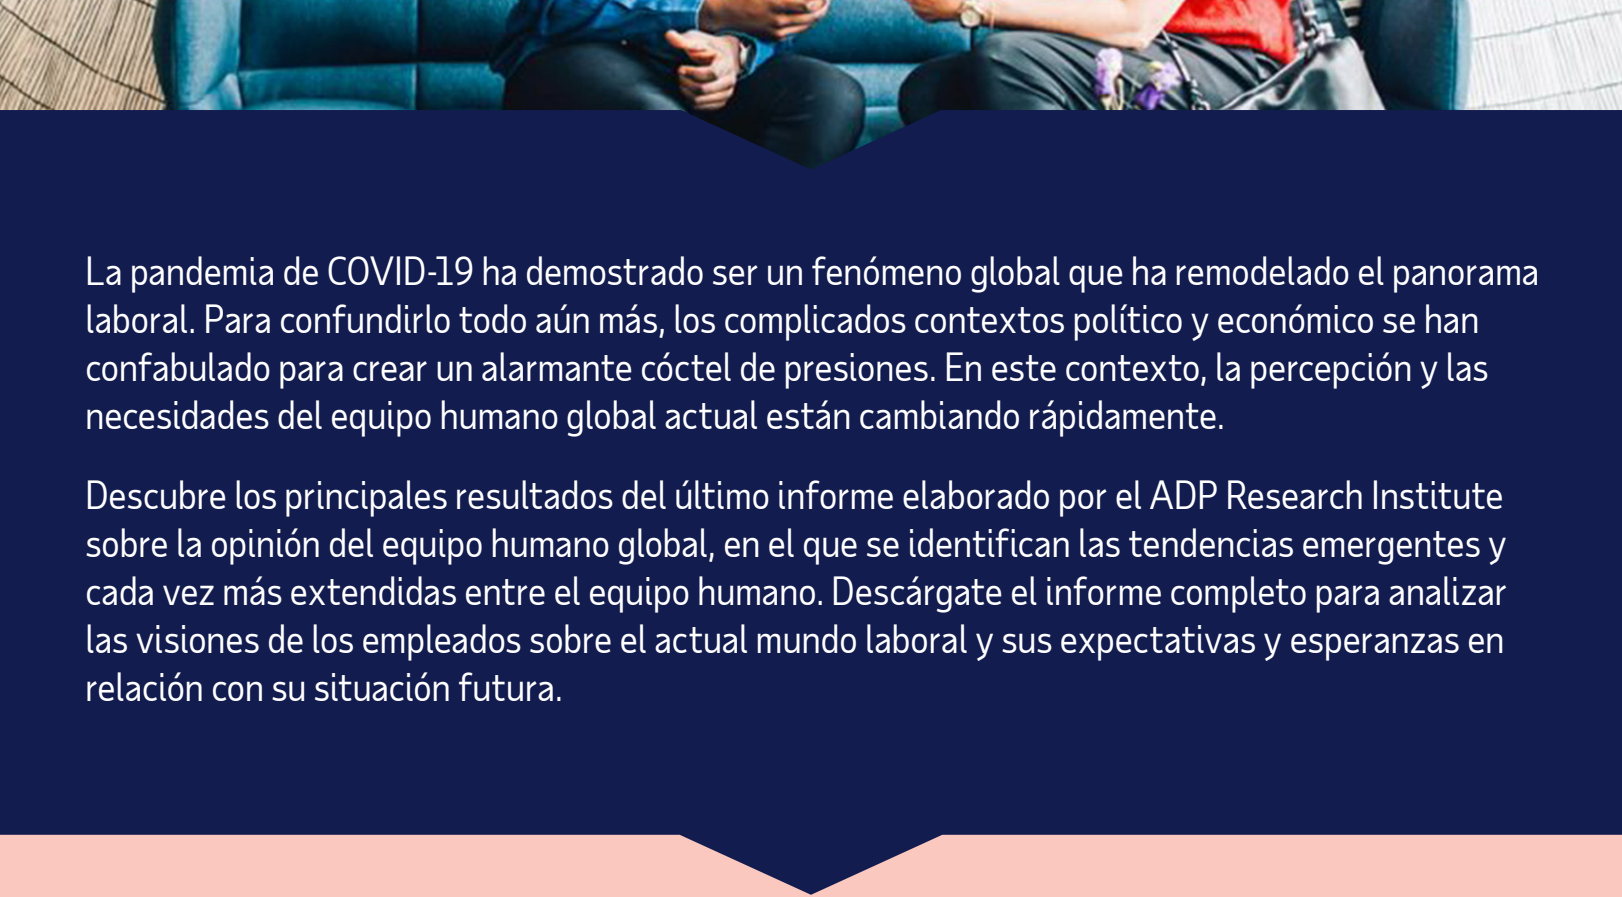 La pandemia de COVID-19 ha demostrado ser un fenómeno global que ha remodelado el panorama
laboral. Para confundirlo todo aún más, los complicados contextos político y económico se han
confabulado para crear un alarmante cóctel de presiones. En este contexto, la percepción y las
necesidades del equipo humano global actual están cambiando rápidamente.
Descubre los principales resultados del último informe elaborado por el ADP Research Institute
sobre la opinión del equipo humano global, en el que se identifican las tendencias emergentes y
cada vez más extendidas entre el equipo humano. Descárgate el informe completo para analizar
las visiones de los empleados sobre el actual mundo laboral y sus expectativas y esperanzas en
relación con su situación futura.